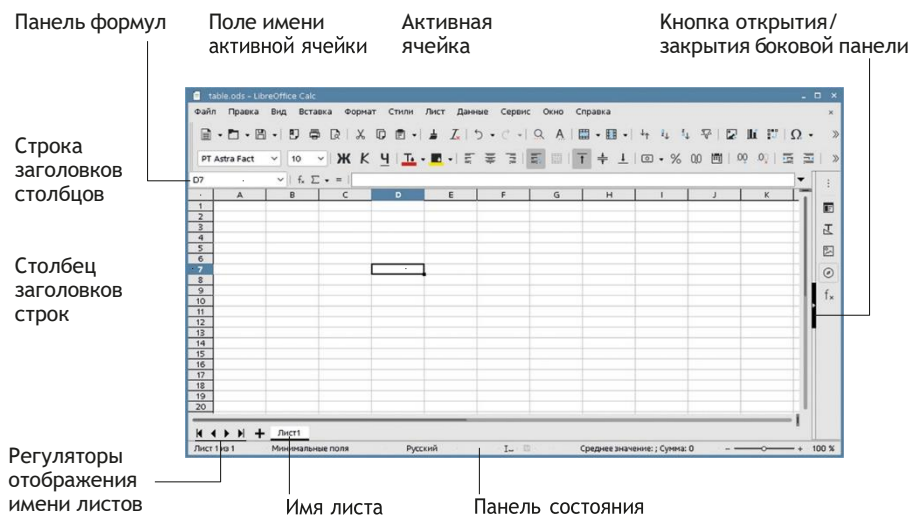 Панель формул
Поле имени
активной ячейки
Активная
ячейка
Кнопка открытия/
закрытия боковой панели
table.ods - LibreOffice Calc
Файл Правка Вид Вставка Формат Стили Лист Данные Сервис Окно Справка
PT Astra Fact 10 Ж К Ч
D7
A B C D E F G H I J K
1
2
3
4
5
6
7
8
9
10
11
12
13
14
15
16
17
18
19
20
Строка
заголовков
столбцов
Столбец
заголовков
строк
Лист1
Лист 1 из 1 Минимальные поля Русский Среднее значение: ; Сумма: 0 100 %
Регуляторы
отображения
имени листов
Имя листа
Панель состояния